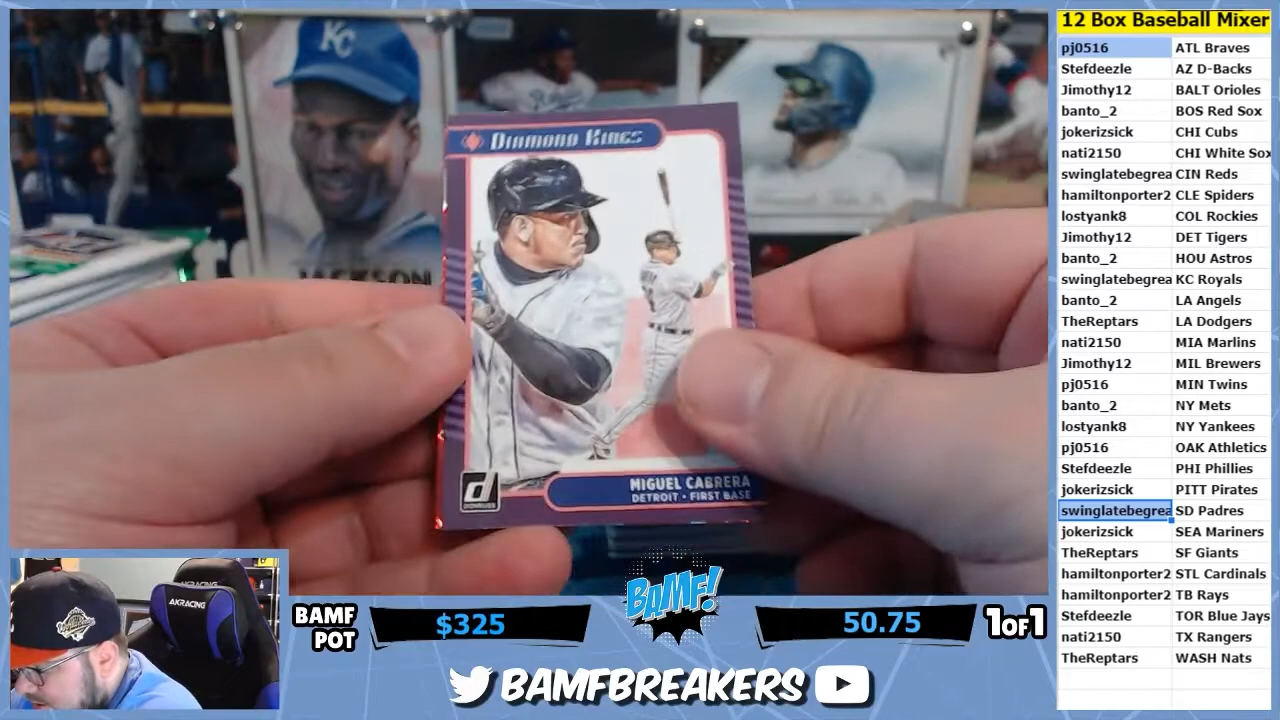 KC
JACKSON
DIAMOND KINGS
d
DONRUSS
MIGUEL CABRERA
DETROIT • FIRST BASE
AKRACING
AKRACING
BAMF
POT
$325
BAMF!
50.75
1OF1
BAMFBREAKERS
12 Box Baseball Mixer
pj0516 ATL Braves
Stefdeezle AZ D-Backs
Jimothy12 BALT Orioles
banto_2 BOS Red Sox
jokerizsick CHI Cubs
nati2150 CHI White Sox
swinglatebegrea CIN Reds
hamiltonporter2 CLE Spiders
lostyank8 COL Rockies
Jimothy12 DET Tigers
banto_2 HOU Astros
swinglatebegrea KC Royals
banto_2 LA Angels
TheReptars LA Dodgers
nati2150 MIA Marlins
Jimothy12 MIL Brewers
pj0516 MIN Twins
banto_2 NY Mets
lostyank8 NY Yankees
pj0516 OAK Athletics
Stefdeezle PHI Phillies
jokerizsick PITT Pirates
swinglatebegrea SD Padres
jokerizsick SEA Mariners
TheReptars SF Giants
hamiltonporter2 STL Cardinals
hamiltonporter2 TB Rays
Stefdeezle TOR Blue Jays
nati2150 TX Rangers
TheReptars WASH Nats